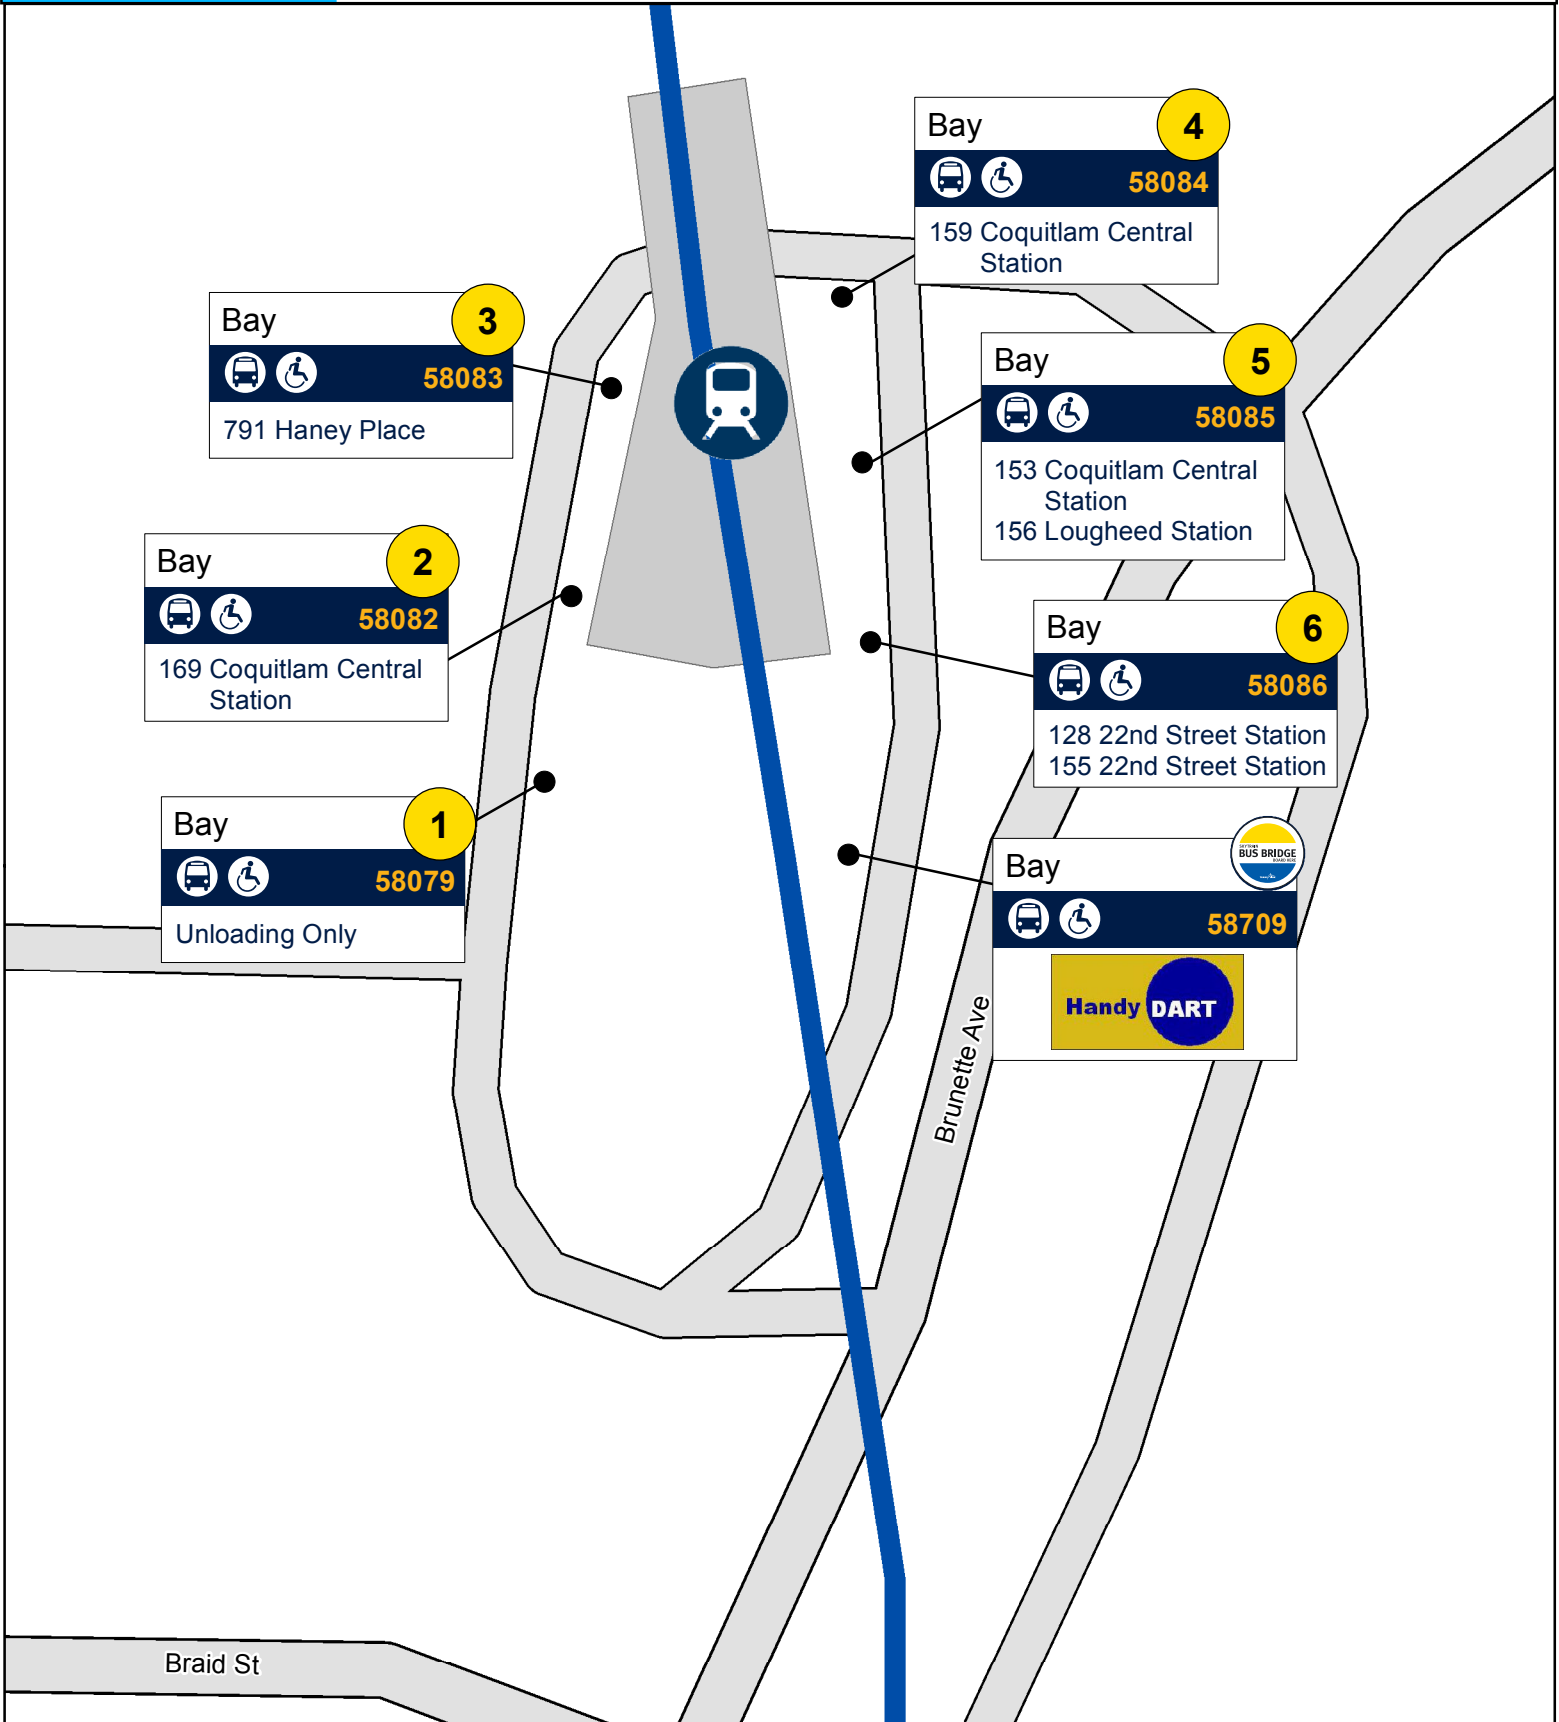 Bay 4
58084
159 Coquitlam Central
Station
Bay 3
58083
791 Haney Place
Bay 5
58085
153 Coquitlam Central
Station
156 Lougheed Station
Bay 2
58082
169 Coquitlam Central
Station
Bay 6
58086
128 22nd Street Station
155 22nd Street Station
Bay 1
58079
Unloading Only
Bay
BUS BRIDGE
58709
Handy DART
Brunette Ave
Braid St